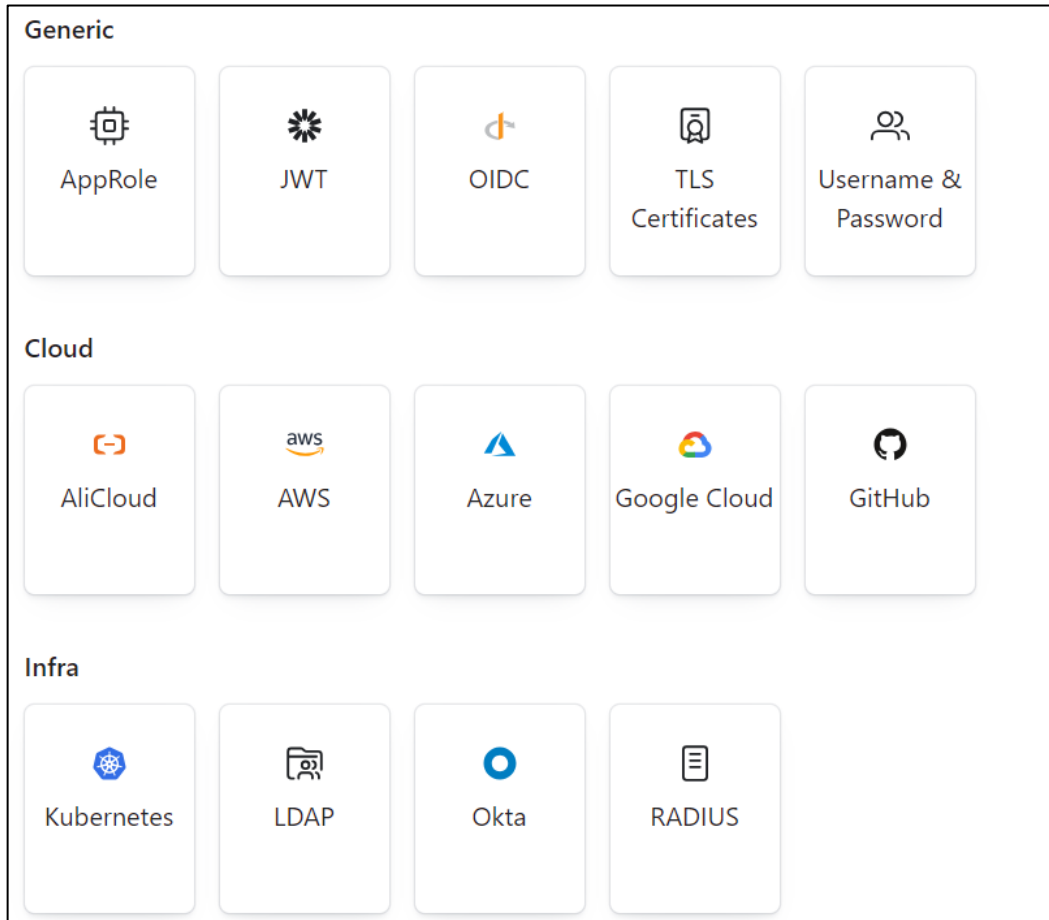 Generic
AppRole
JWT
OIDC
TLS
Certificates
Username &
Password
Cloud
AliCloud
aws
AWS
Azure
Google Cloud
GitHub
Infra
Kubernetes
LDAP
Okta
RADIUS